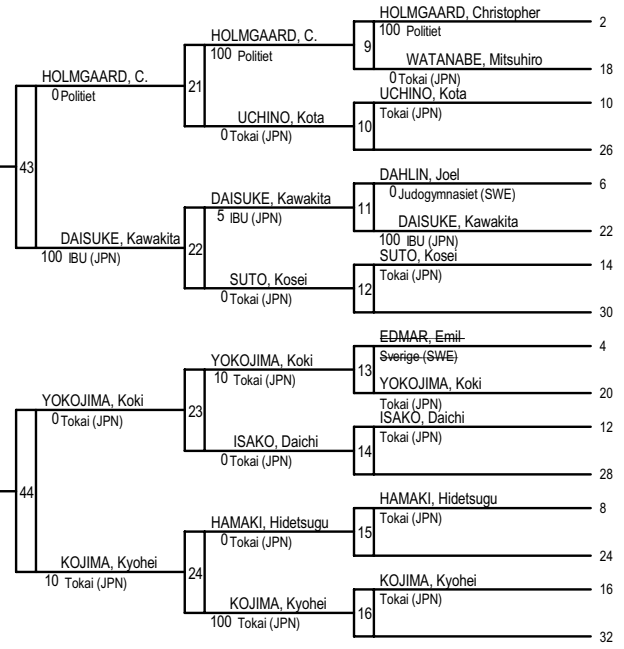 HOLMGAARD, Christopher
2
HOLMGAARD, C.
100 Politiet
9
100 Politiet
WATANABE, Mitsuhiro
18
HOLMGAARD, C.
0 Tokai (JPN)
21
0 Politiet
UCHINO, Kota
10
UCHINO, Kota
Tokai (JPN)
10
0 Tokai (JPN)
26
43
DAHLIN, Joel
6
DAISUKE, Kawakita
0 Judogymnasiet (SWE)
11
5 IBU (JPN)
DAISUKE, Kawakita
22
DAISUKE, Kawakita
100 IBU (JPN)
22
100 IBU (JPN)
SUTO, Kosei
14
SUTO, Kosei
Tokai (JPN)
12
0 Tokai (JPN)
30
EDMAR, Emil
4
YOKOJIMA, Koki
Sverige (SWE)
13
10 Tokai (JPN)
YOKOJIMA, Koki
20
YOKOJIMA, Koki
Tokai (JPN)
23
0 Tokai (JPN)
ISAKO, Daichi
12
ISAKO, Daichi
Tokai (JPN)
14
0 Tokai (JPN)
28
44
HAMAKI, Hidetsugu
8
HAMAKI, Hidetsugu
Tokai (JPN)
15
0 Tokai (JPN)
24
KOJIMA, Kyohei
24
10 Tokai (JPN)
KOJIMA, Kyohei
16
KOJIMA, Kyohei
Tokai (JPN)
16
100 Tokai (JPN)
32